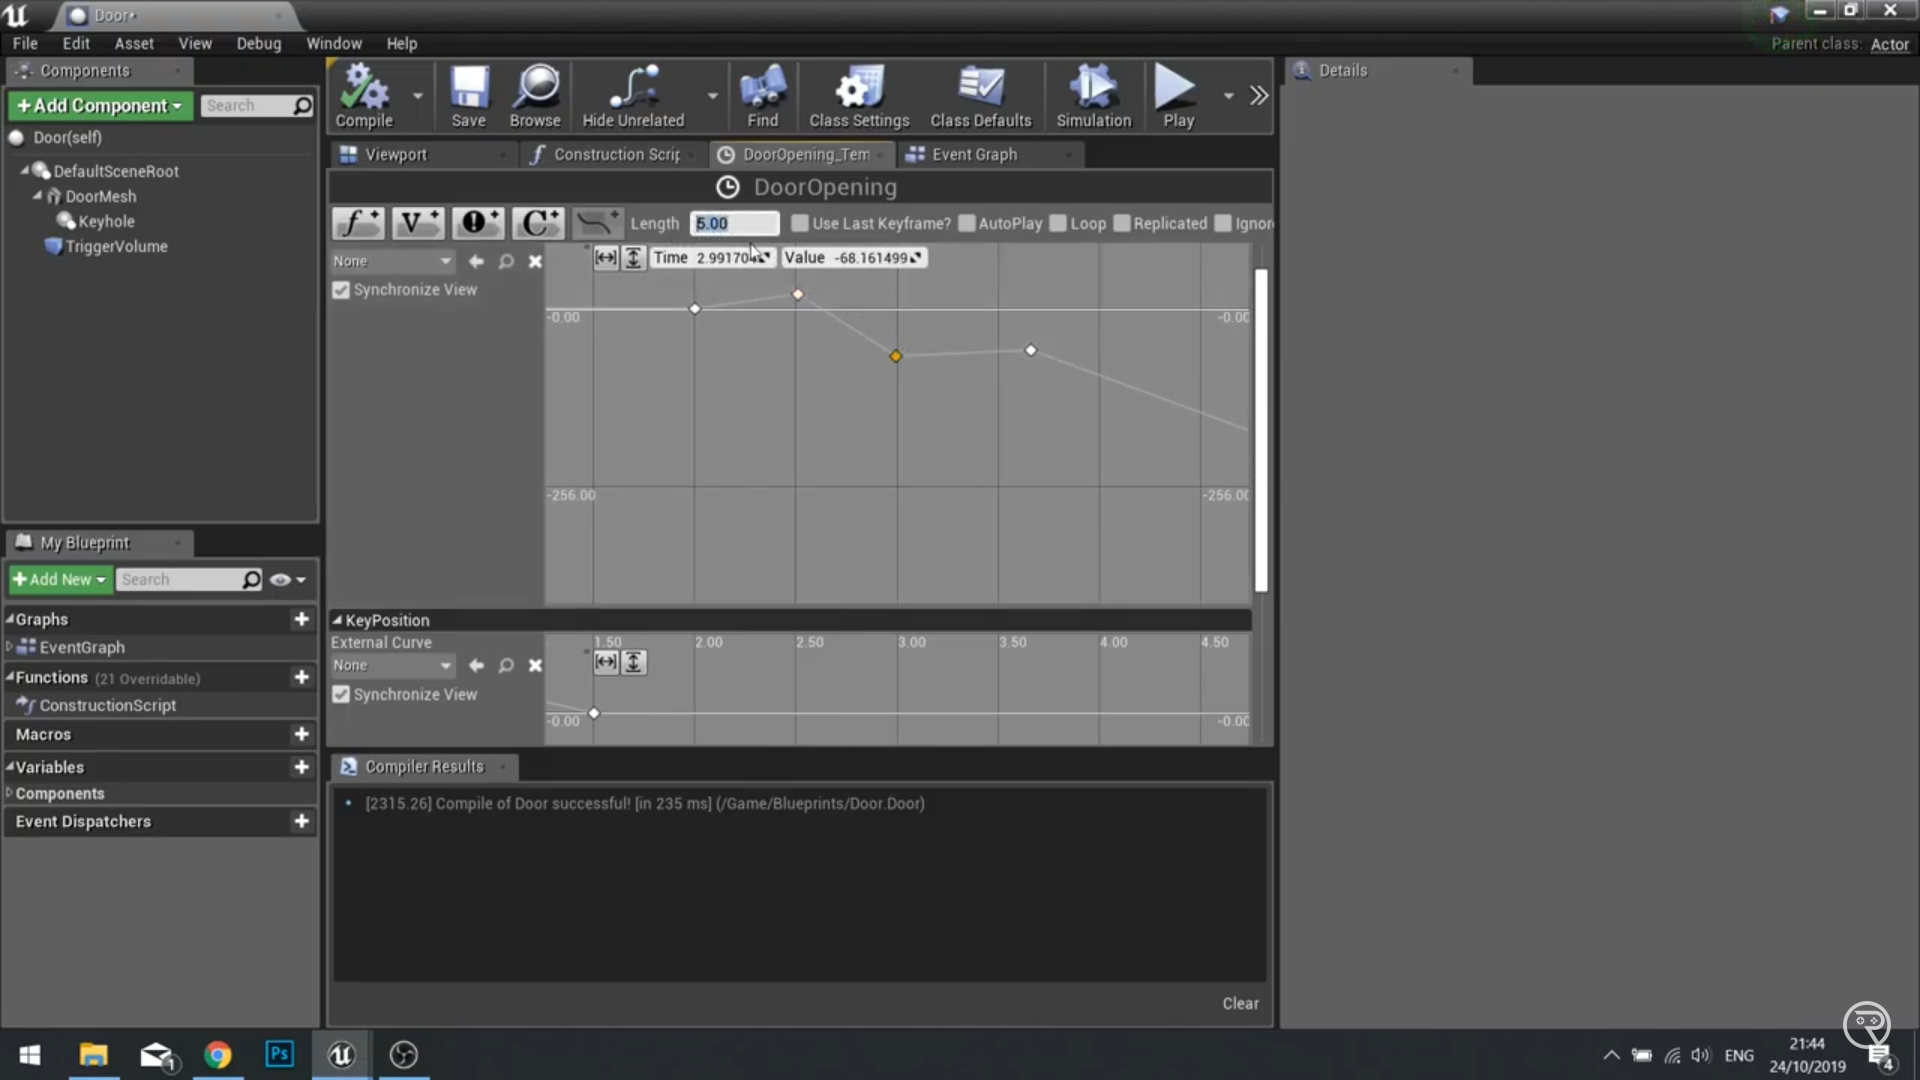 Door*
File Edit Asset View Debug Window Help
Parent class: Actor
Components
+Add Component
Search
Door(self)
DefaultSceneRoot
DoorMesh
Keyhole
TriggerVolume
Compile
Save
Browse
Hide Unrelated
Find
Class Settings
Class Defaults
Simulation
Play
Details
Viewport
Construction Scrip
DoorOpening_Tem
Event Graph
DoorOpening
Length 5.00 Use Last Keyframe? AutoPlay Loop Replicated Ignor
None
Synchronize View
Time 2.99170
Value -68.161499
-0.00 -0.00
-256.00 -256.00
KeyPosition
External Curve
None
Synchronize View
1.50 2.00 2.50 3.00 3.50 4.00 4.50
-0.00 -0.00
My Blueprint
+Add New
Search
Graphs
EventGraph
Functions (21 Overridable)
ConstructionScript
Macros
Variables
Components
Event Dispatchers
Compiler Results
[2315.26] Compile of Door successful! [in 235 ms] (/Game/Blueprints/Door.Door)
Clear
1
Ps
ENG
21:44
24/10/2019
4